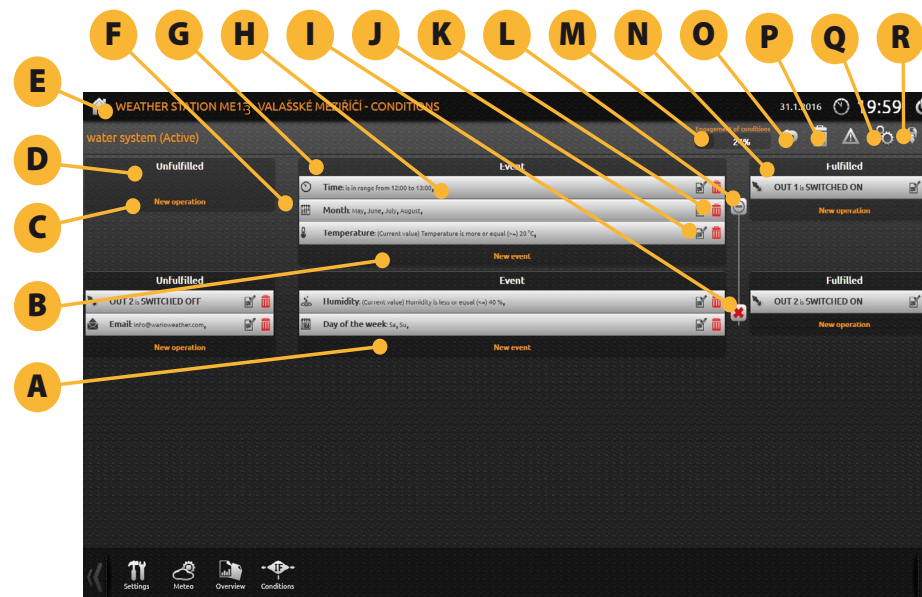 F G H I J K L M N O P Q R
E
WEATHER STATION ME13, VALAŠSKÉ MEZIŘÍČÍ - CONDITIONS
31.1.2016 19:59
water system (Active)
Engagement of conditions
D
Unfulfilled Event Fulfilled
Time: is in range from 12:00 to 13:00, OUT 1 is SWITCHED ON
C
New operation Month: May, June, July, August, New operation
Temperature: (Current value) Temperature is more or equal (>=) 20 °C,
New event
B
Unfulfilled Event Fulfilled
OUT 2 is SWITCHED OFF Humidity: (Current value) Humidity is less or equal (<=) 40 %, OUT 2 is SWITCHED ON
Email: info@warioweather.com, Day of the week: Sa, Su, New operation
New operation New event
A
Settings Meteo Overview Conditions
IF